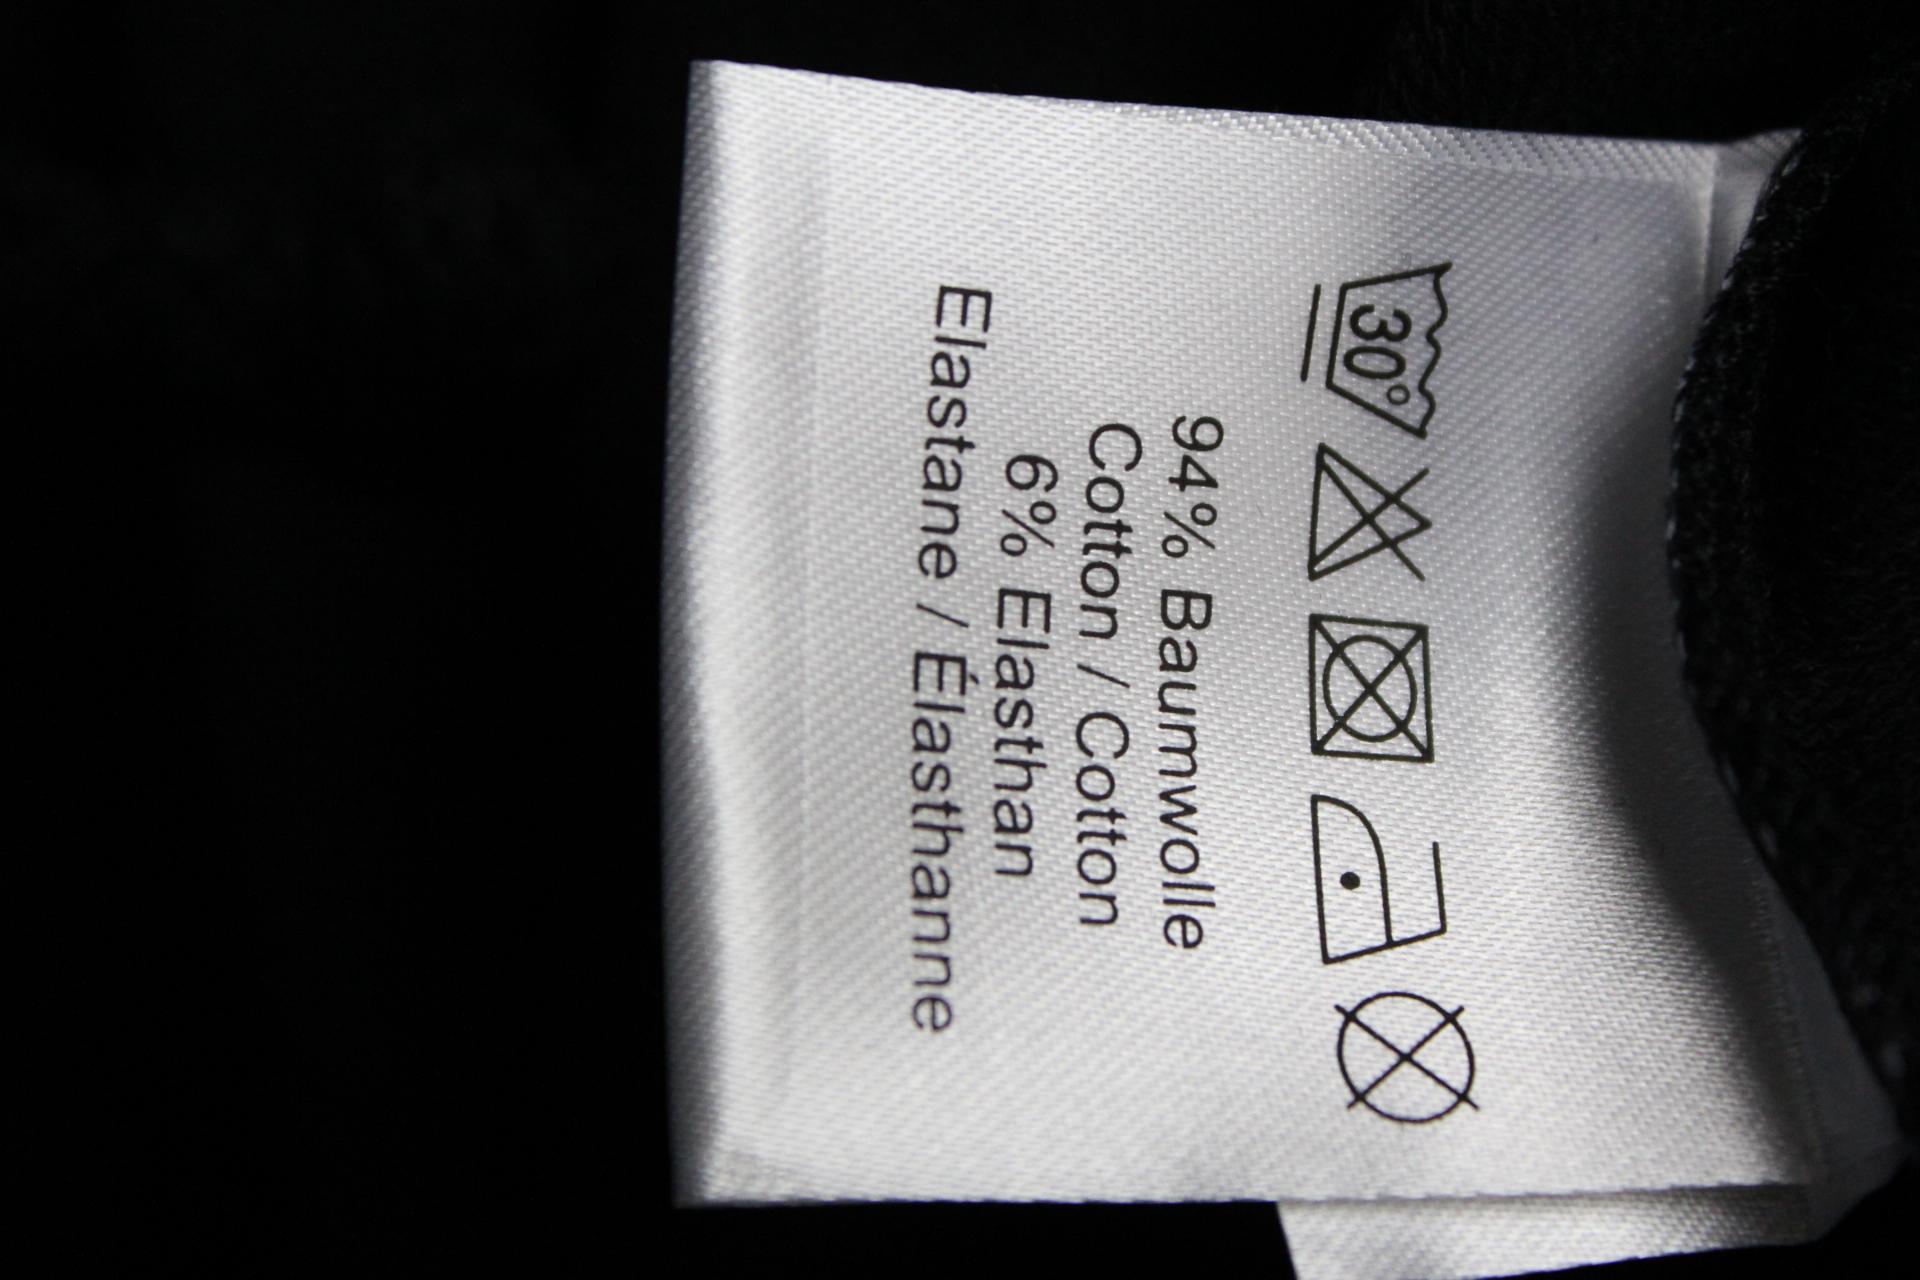 30°
94% Baumwolle
Cotton / Cotton
6% Elasthan
Elastane / Élasthanne